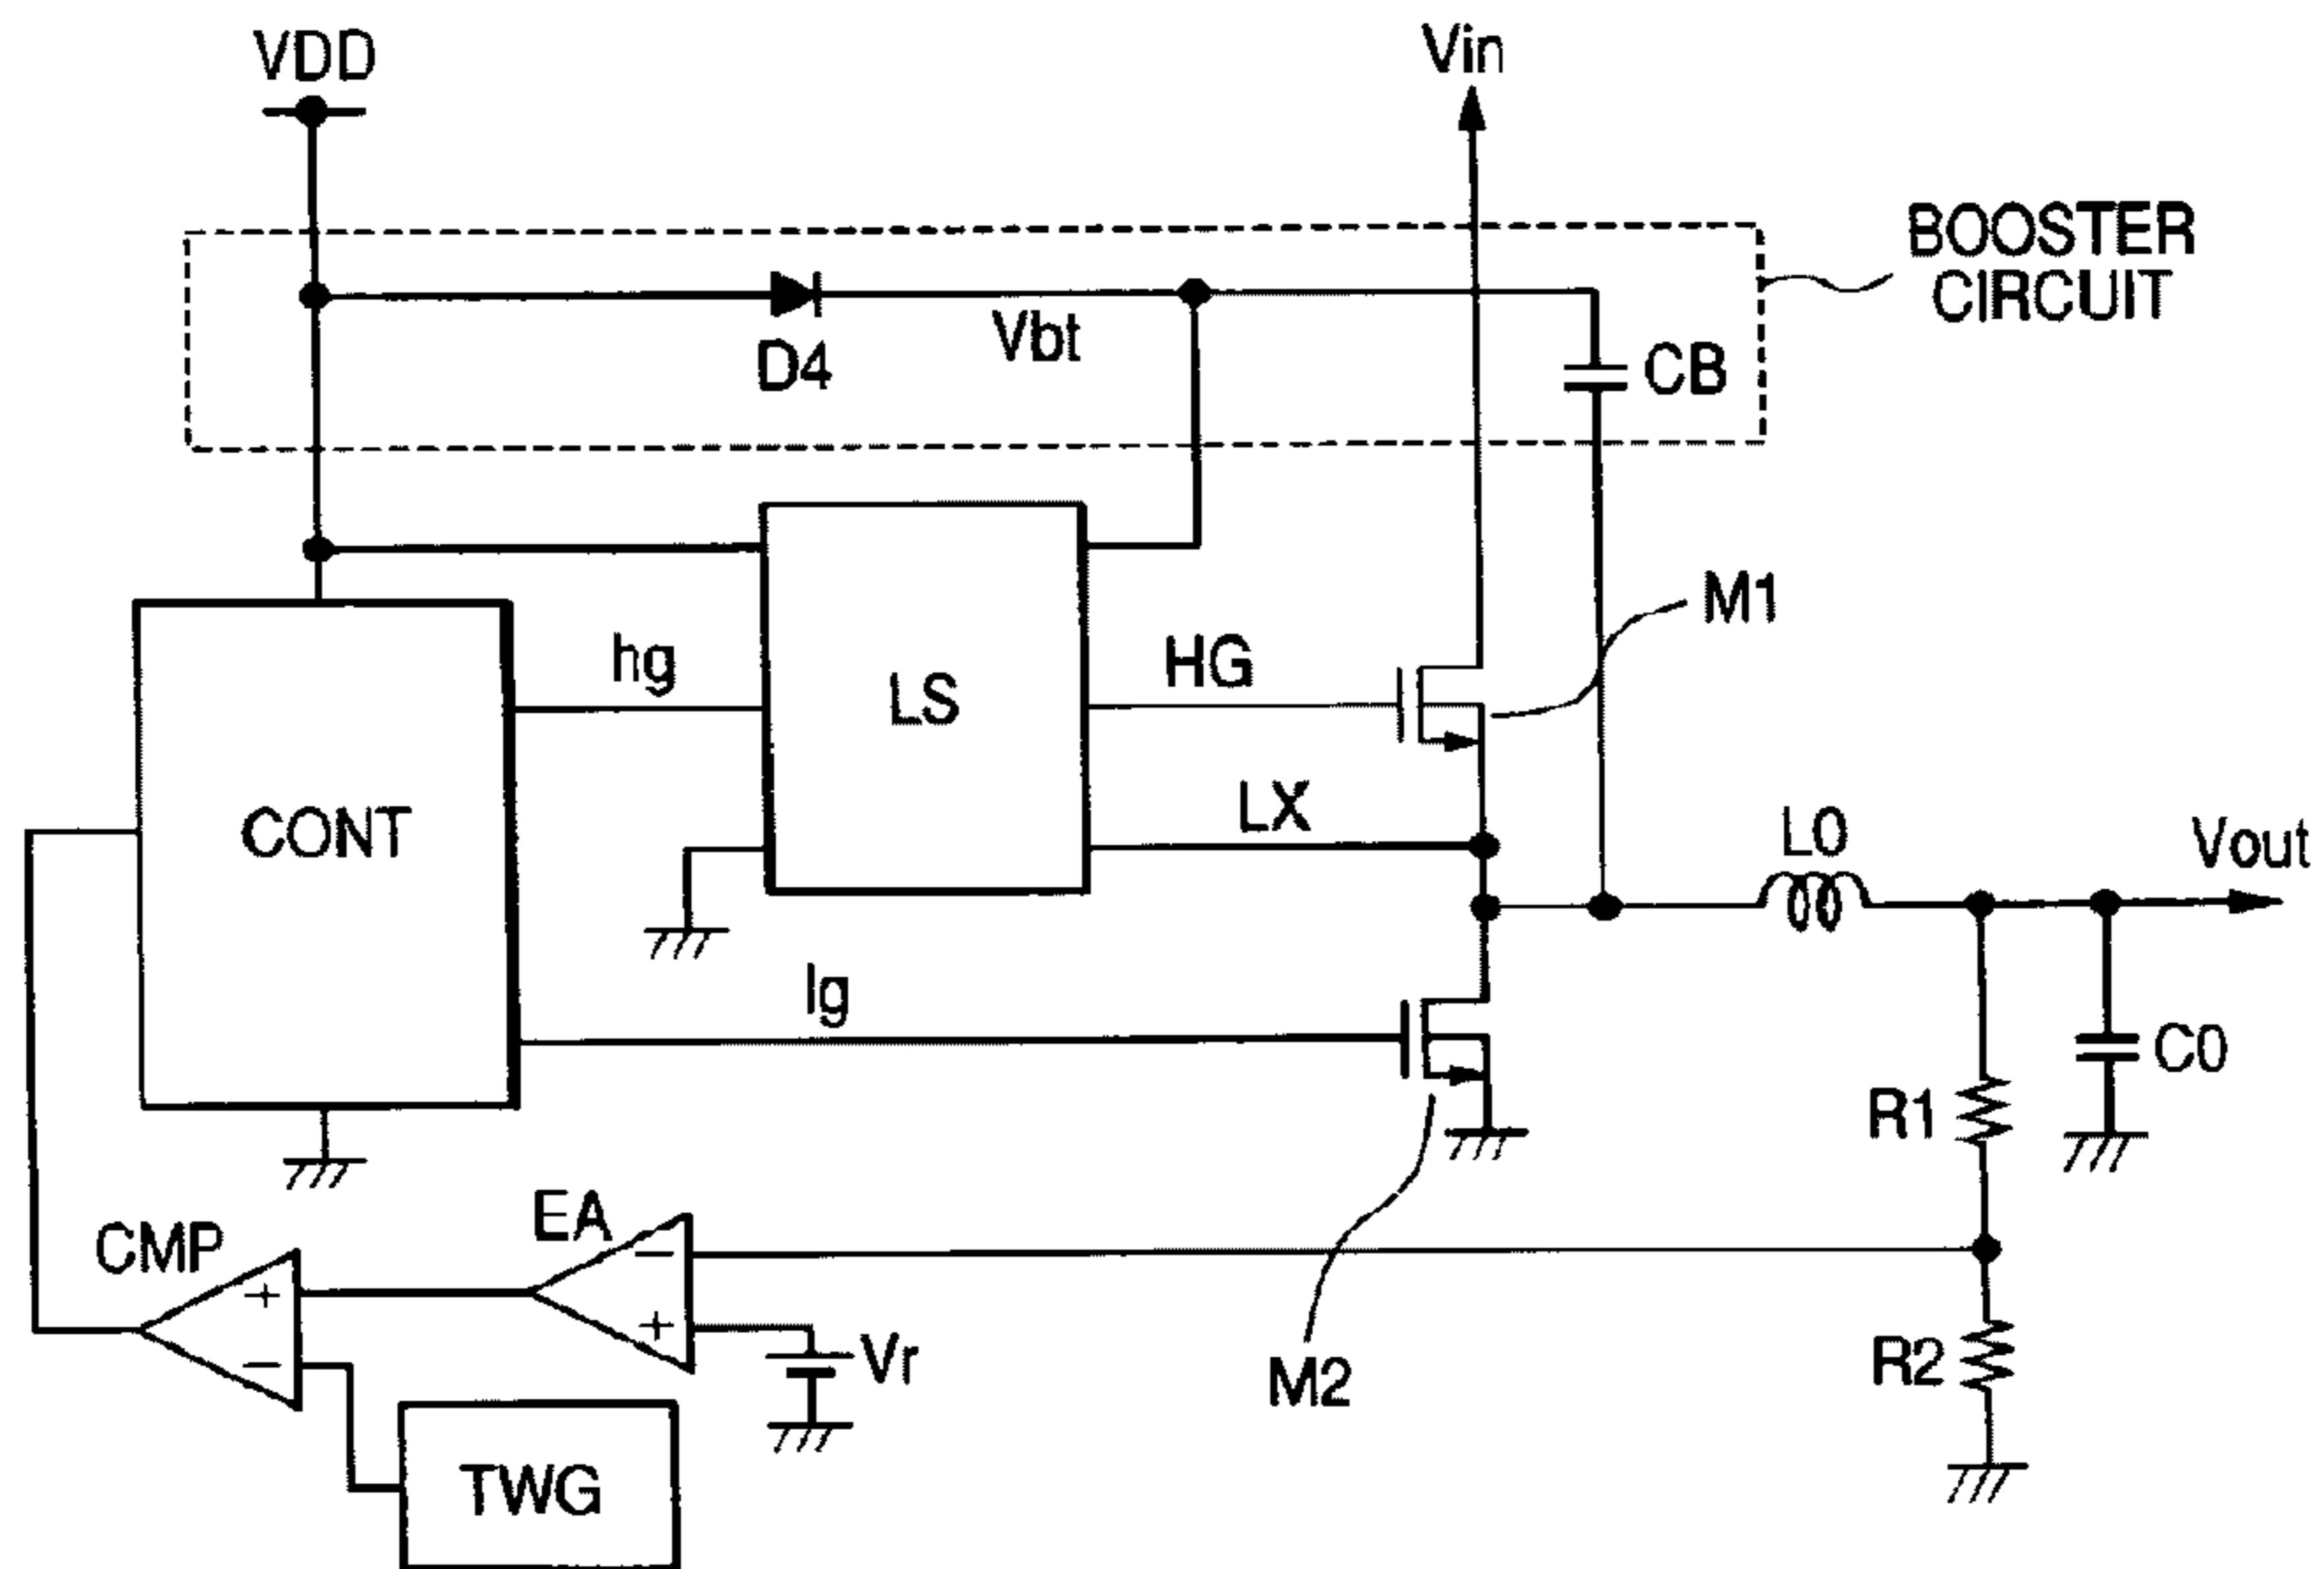 VDD
Vin
BOOSTER
CIRCUIT
Vbt
D4
CB
M1
hg
HG
LS
CONT
LX
L0
Vout
lg
C0
R1
EA
CMP
−
+
+
−
Vr
M2
R2
TWG